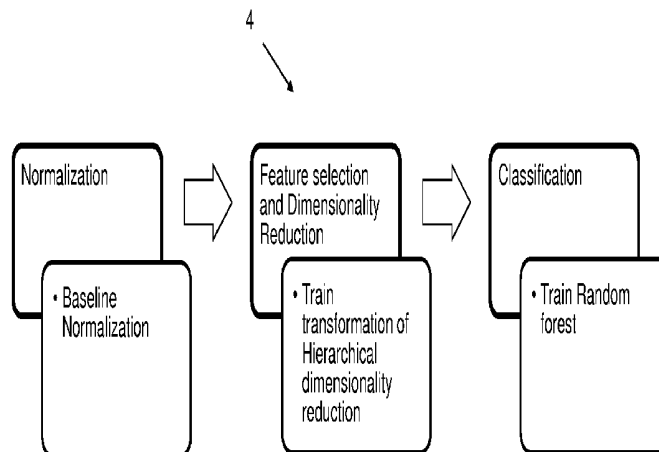 4
Normalization
• Baseline
Normalization
Feature selection
and Dimensionality
Reduction
• Train
transformation of
Hierarchical
dimensionality
reduction
Classification
• Train Random
forest